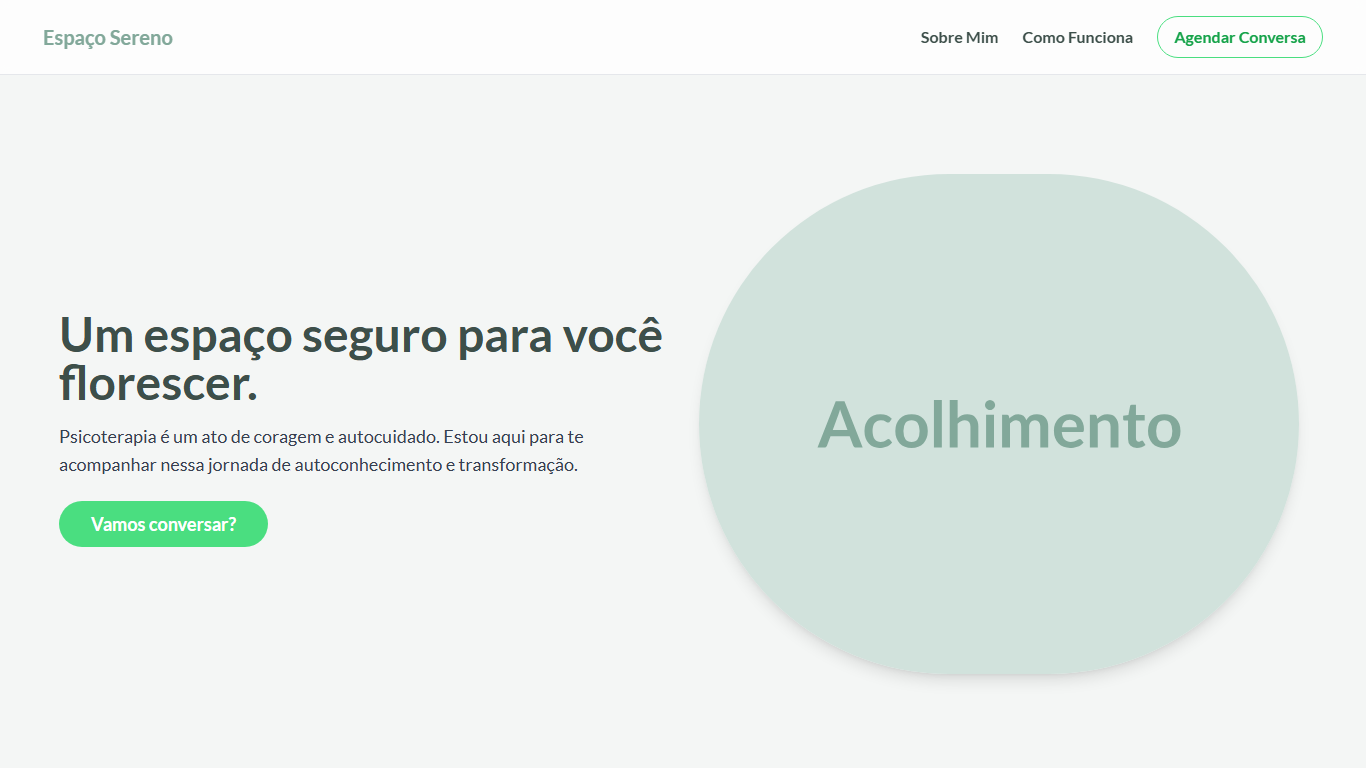 Espaço Sereno
Sobre Mim
Como Funciona
Agendar Conversa
Um espaço seguro para você
florescer.
Psicoterapia é um ato de coragem e autocuidado. Estou aqui para te
acompanhar nessa jornada de autoconhecimento e transformação.
Vamos conversar?
Acolhimento